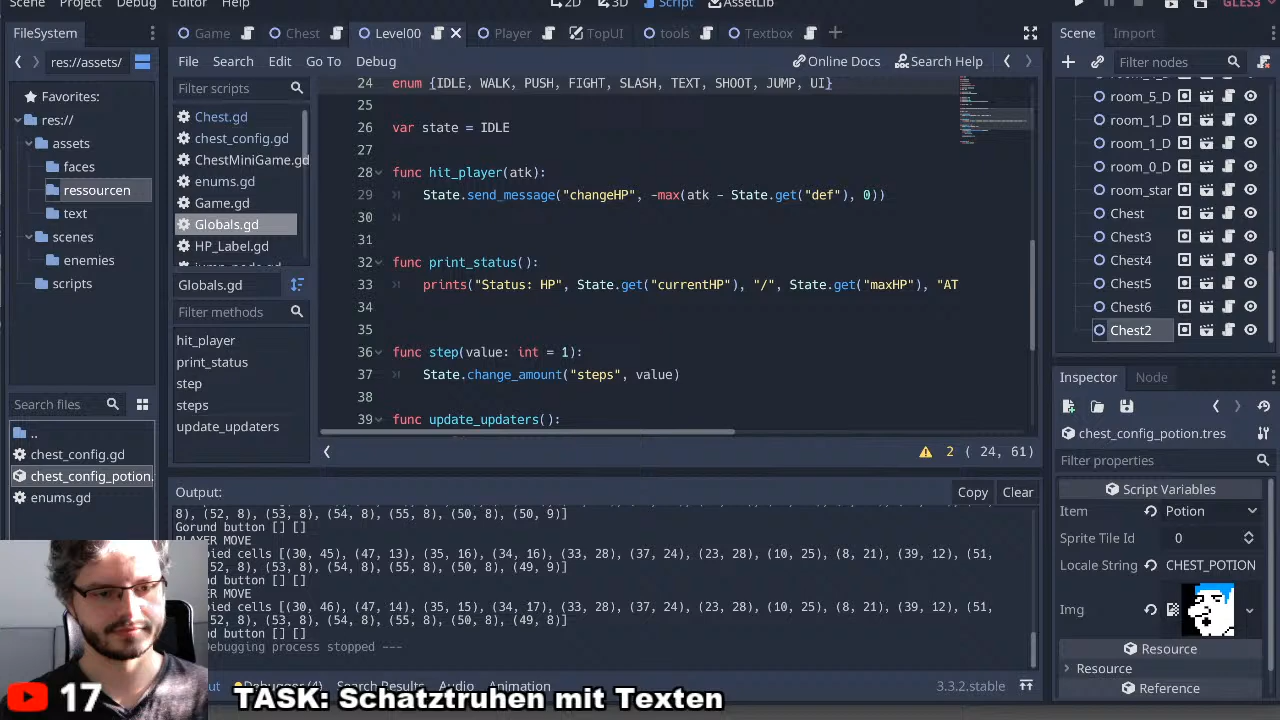 Scene Project Debug Editor Help
2D 3D Script AssetLib
GLES3
FileSystem
Game Chest Level00 Player TopUI tools Textbox
Scene Import
res://assets/
File Search Edit Go To Debug
Online Docs Search Help
Filter nodes
Favorites:
res://
assets
faces
ressourcen
text
scenes
enemies
scripts
Search files
..
chest_config.gd
chest_config_potion.
enums.gd
Filter scripts
Chest.gd
chest_config.gd
ChestMiniGame.gd
enums.gd
Game.gd
Globals.gd
HP_Label.gd
Globals.gd
Filter methods
hit_player
print_status
step
steps
update_updaters
24 enum {IDLE, WALK, PUSH, FIGHT, SLASH, TEXT, SHOOT, JUMP, UI}
25
26 var state = IDLE
27
28 func hit_player(atk):
29 State.send_message("changeHP", -max(atk - State.get("def"), 0))
30
31
32 func print_status():
33 prints("Status: HP", State.get("currentHP"), "/", State.get("maxHP"), "AT
34
35
36 func step(value: int = 1):
37 State.change_amount("steps", value)
38
39 func update_updaters():
2 ( 24, 61)
room_5_D
room_1_D
room_1_D
room_0_D
room_star
Chest
Chest3
Chest4
Chest5
Chest6
Chest2
Inspector Node
chest_config_potion.tres
Filter properties
Script Variables
Item Potion
Sprite Tile Id 0
Locale String CHEST_POTION
Img
Resource
Resource
Reference
Output:
Copy Clear
8), (52, 8), (53, 8), (54, 8), (55, 8), (50, 8), (50, 9)]
Gorund button [] []
PLAYER MOVE
pied cells [(30, 45), (47, 13), (35, 16), (34, 16), (33, 28), (37, 24), (23, 28), (10, 25), (8, 21), (39, 12), (51,
52, 8), (53, 8), (54, 8), (55, 8), (50, 8), (49, 9)]
nd button [] []
ER MOVE
pied cells [(30, 46), (47, 14), (35, 15), (34, 17), (33, 28), (37, 24), (23, 28), (10, 25), (8, 21), (39, 12), (51,
52, 8), (53, 8), (54, 8), (55, 8), (50, 8), (49, 8)]
nd button [] []
Debugging process stopped ---
ut Debugger (4) Search Results Audio Animation
3.3.2.stable
17 TASK: Schatztruhen mit Texten